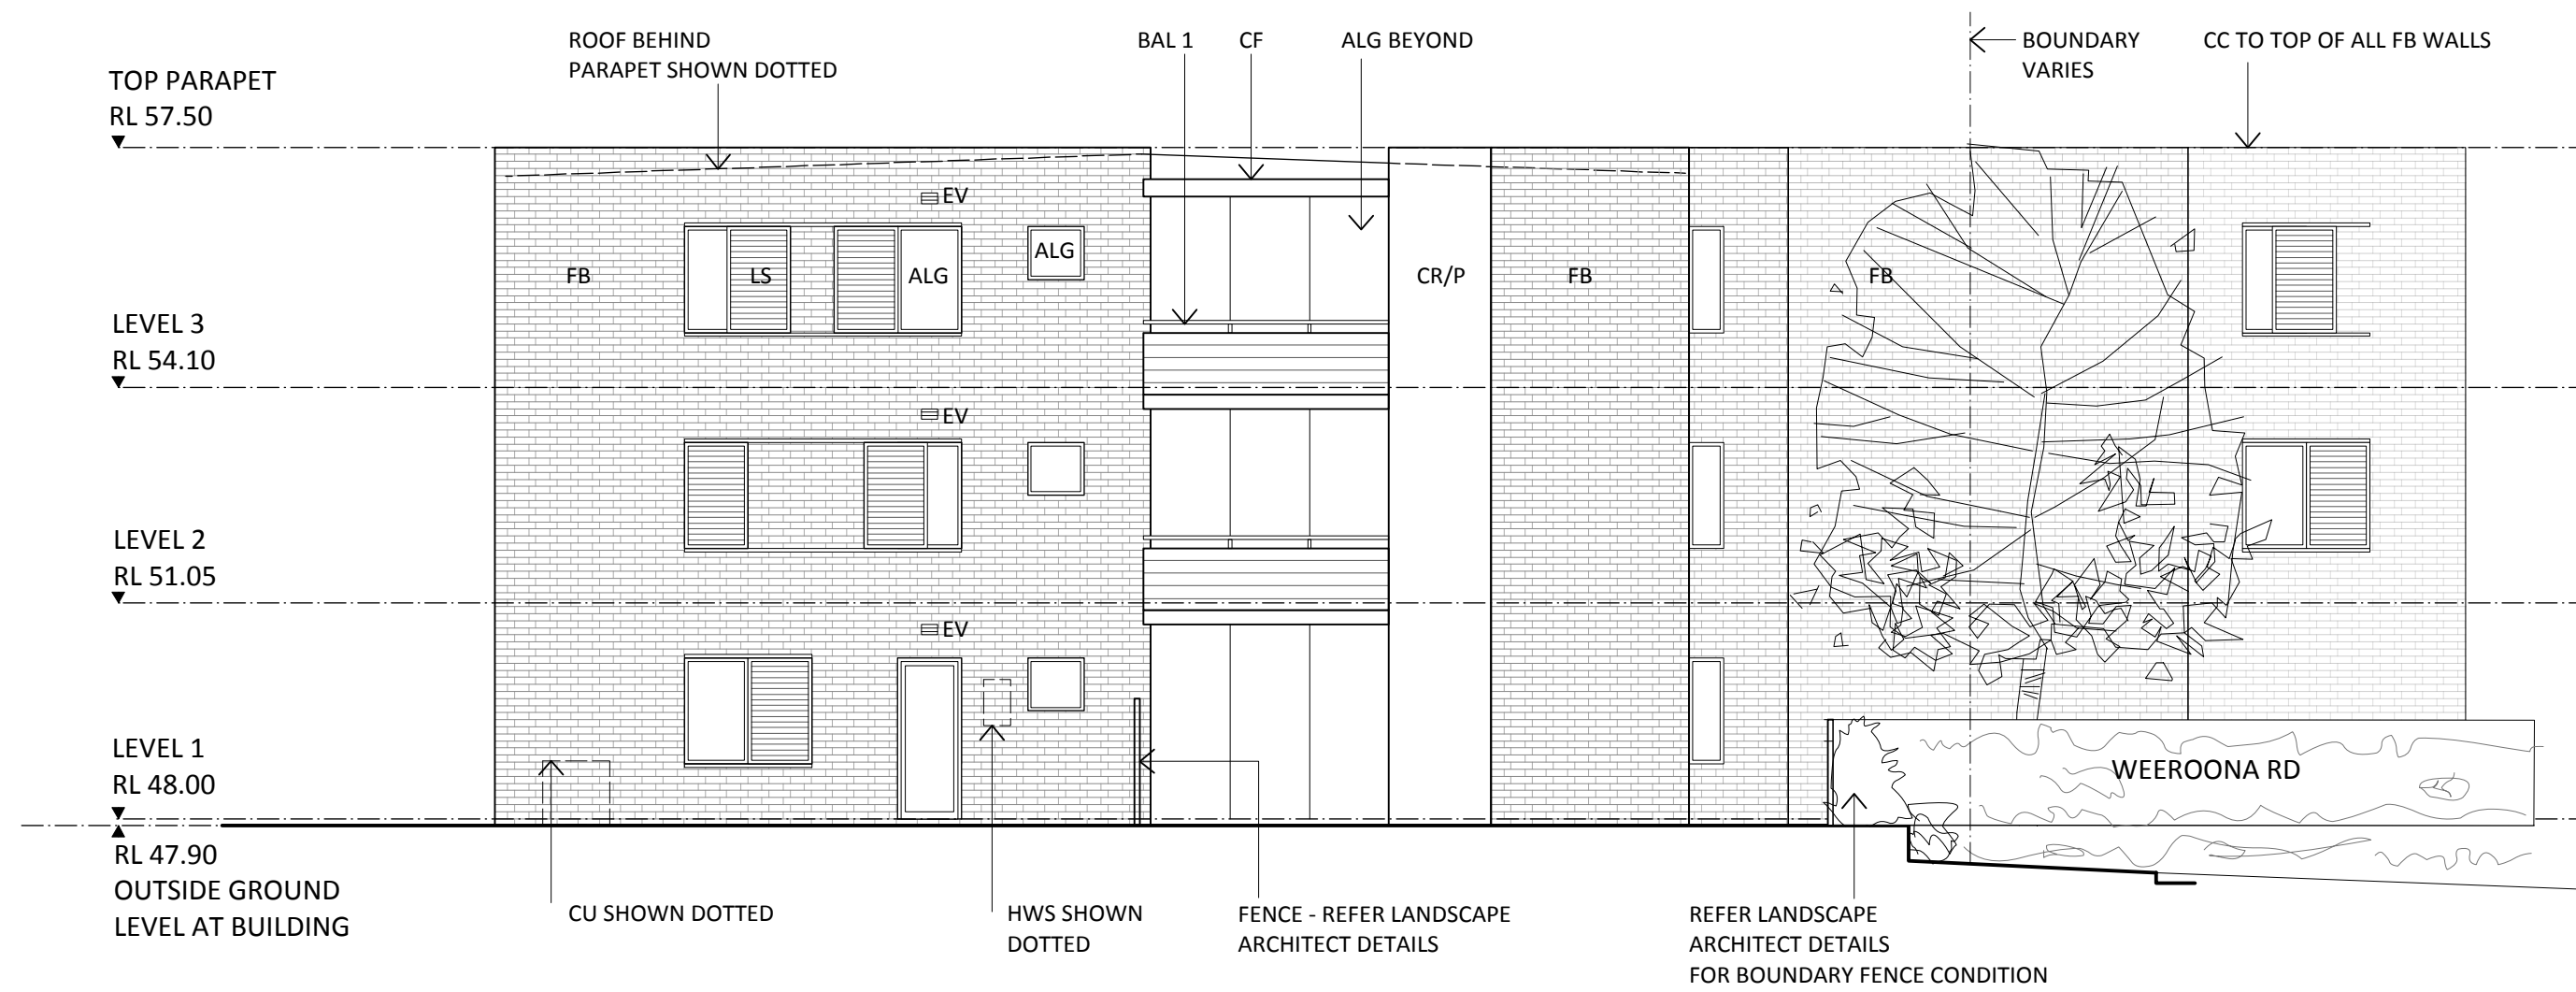 ROOF BEHIND
PARAPET SHOWN DOTTED
BAL 1
CF
ALG BEYOND
BOUNDARY
VARIES
CC TO TOP OF ALL FB WALLS
TOP PARAPET
RL 57.50
EV
FB
LS
ALG
ALG
CR/P
FB
FB
LEVEL 3
RL 54.10
EV
LEVEL 2
RL 51.05
EV
LEVEL 1
RL 48.00
WEEROONA RD
RL 47.90
OUTSIDE GROUND
LEVEL AT BUILDING
CU SHOWN DOTTED
HWS SHOWN
DOTTED
FENCE - REFER LANDSCAPE
ARCHITECT DETAILS
REFER LANDSCAPE
ARCHITECT DETAILS
FOR BOUNDARY FENCE CONDITION